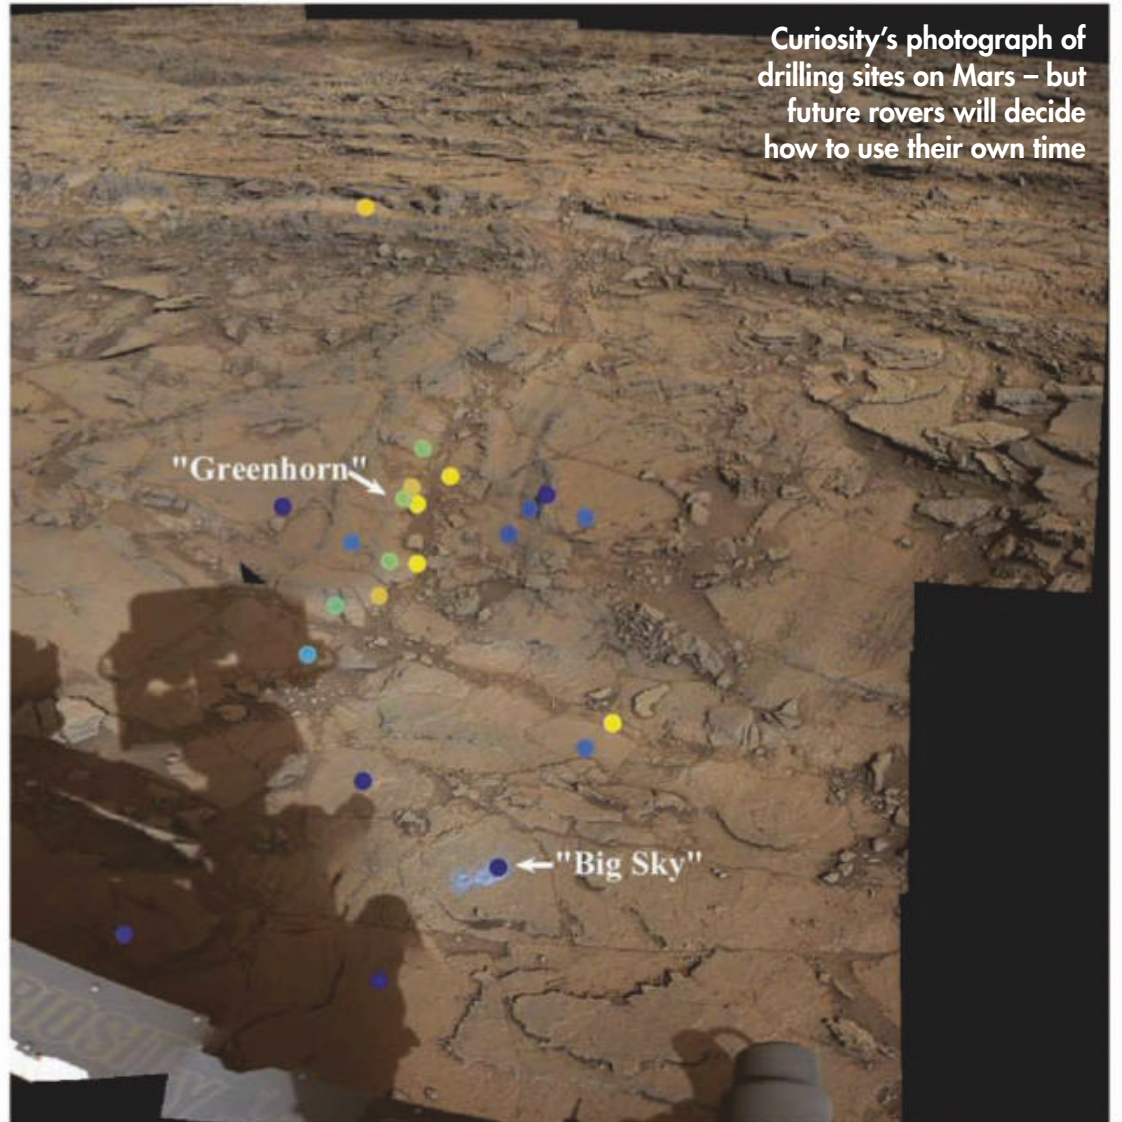 Curiosity's photograph of
drilling sites on Mars – but
future rovers will decide
how to use their own time
"Greenhorn"
"Big Sky"